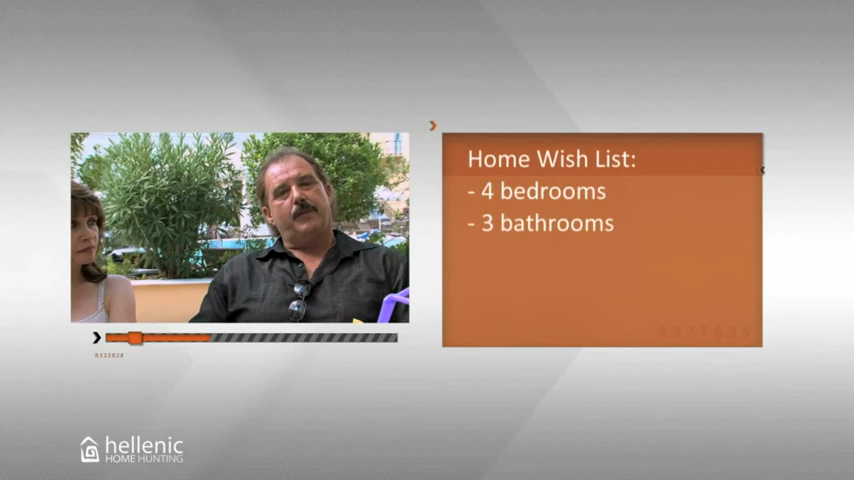 Home Wish List:
- 4 bedrooms
- 3 bathrooms
hellenic
HOME HUNTING